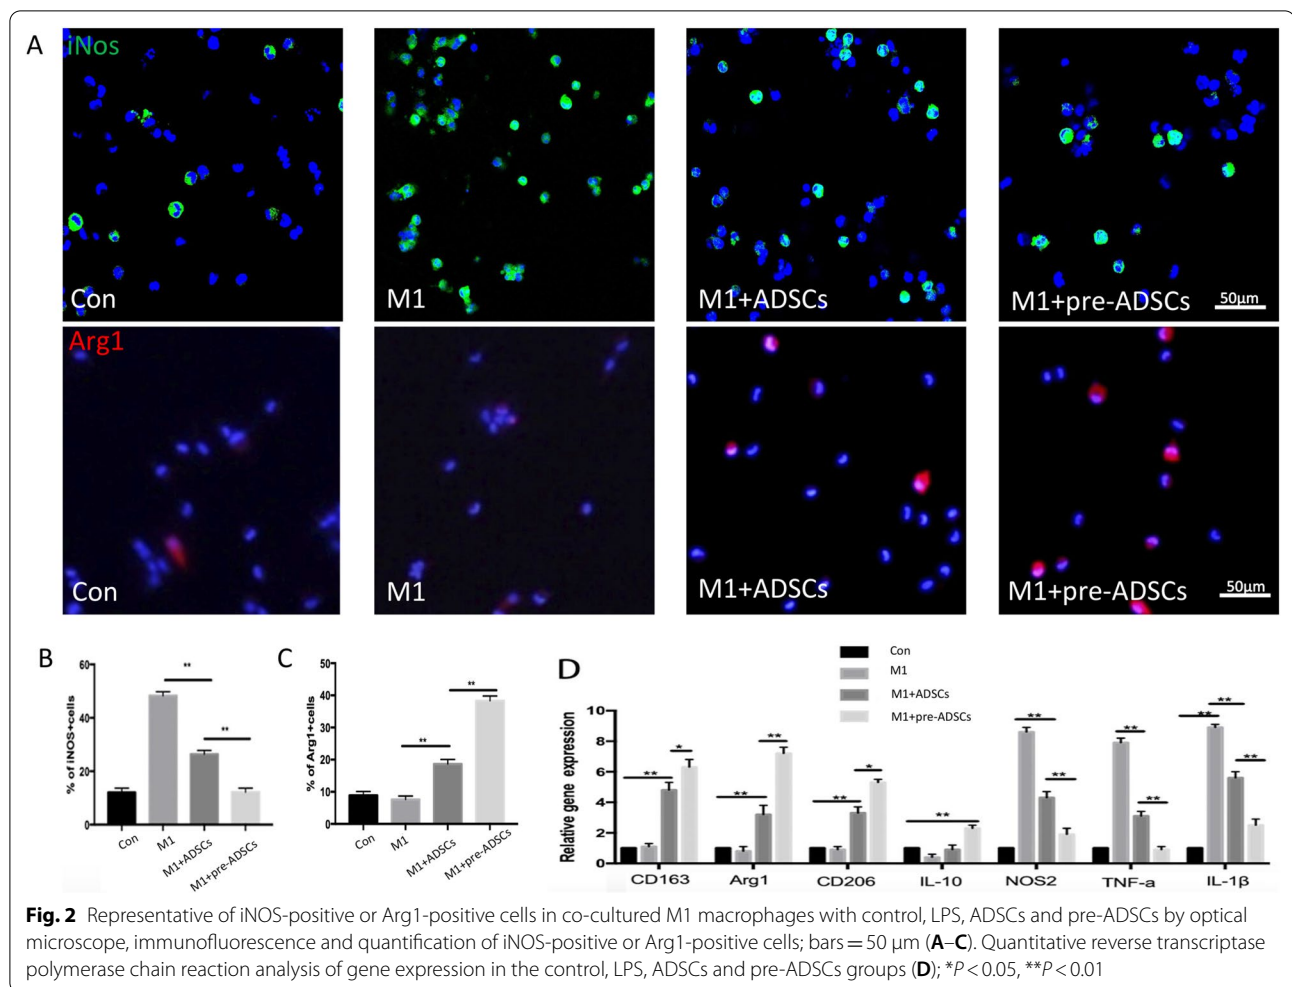 A
iNos
Con
M1
M1+ADSCs
M1+pre-ADSCs
50μm
Arg1
Con
M1
M1+ADSCs
M1+pre-ADSCs
50μm
B
% of iNOS+cells
60
40
20
0
**
**
Con
M1
M1+ADSCs
M1+pre-ADSCs
C
% of Arg1+cells
50
40
30
20
10
0
**
**
Con
M1
M1+ADSCs
M1+pre-ADSCs
D
Con
M1
M1+ADSCs
M1+pre-ADSCs
Relative gene expression
10
8
6
4
2
0
** *
** **
** *
**
** **
** **
** ** **
CD163 Arg1 CD206 IL-10 NOS2 TNF-a IL-1β
Fig. 2 Representative of iNOS-positive or Arg1-positive cells in co-cultured M1 macrophages with control, LPS, ADSCs and pre-ADSCs by optical
microscope, immunofluorescence and quantification of iNOS-positive or Arg1-positive cells; bars = 50 μm (A–C). Quantitative reverse transcriptase
polymerase chain reaction analysis of gene expression in the control, LPS, ADSCs and pre-ADSCs groups (D); *P < 0.05, **P < 0.01